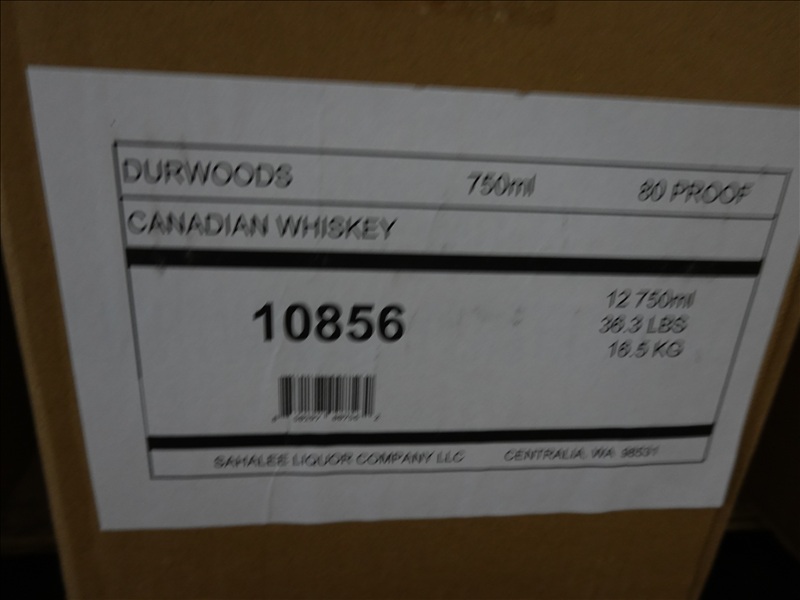 DURWOODS 750ml 80 PROOF
CANADIAN WHISKEY
10856
12 750ml
36.3 LBS
16.5 KG
SAHALEE LIQUOR COMPANY LLC CENTRALIA, WA 98531